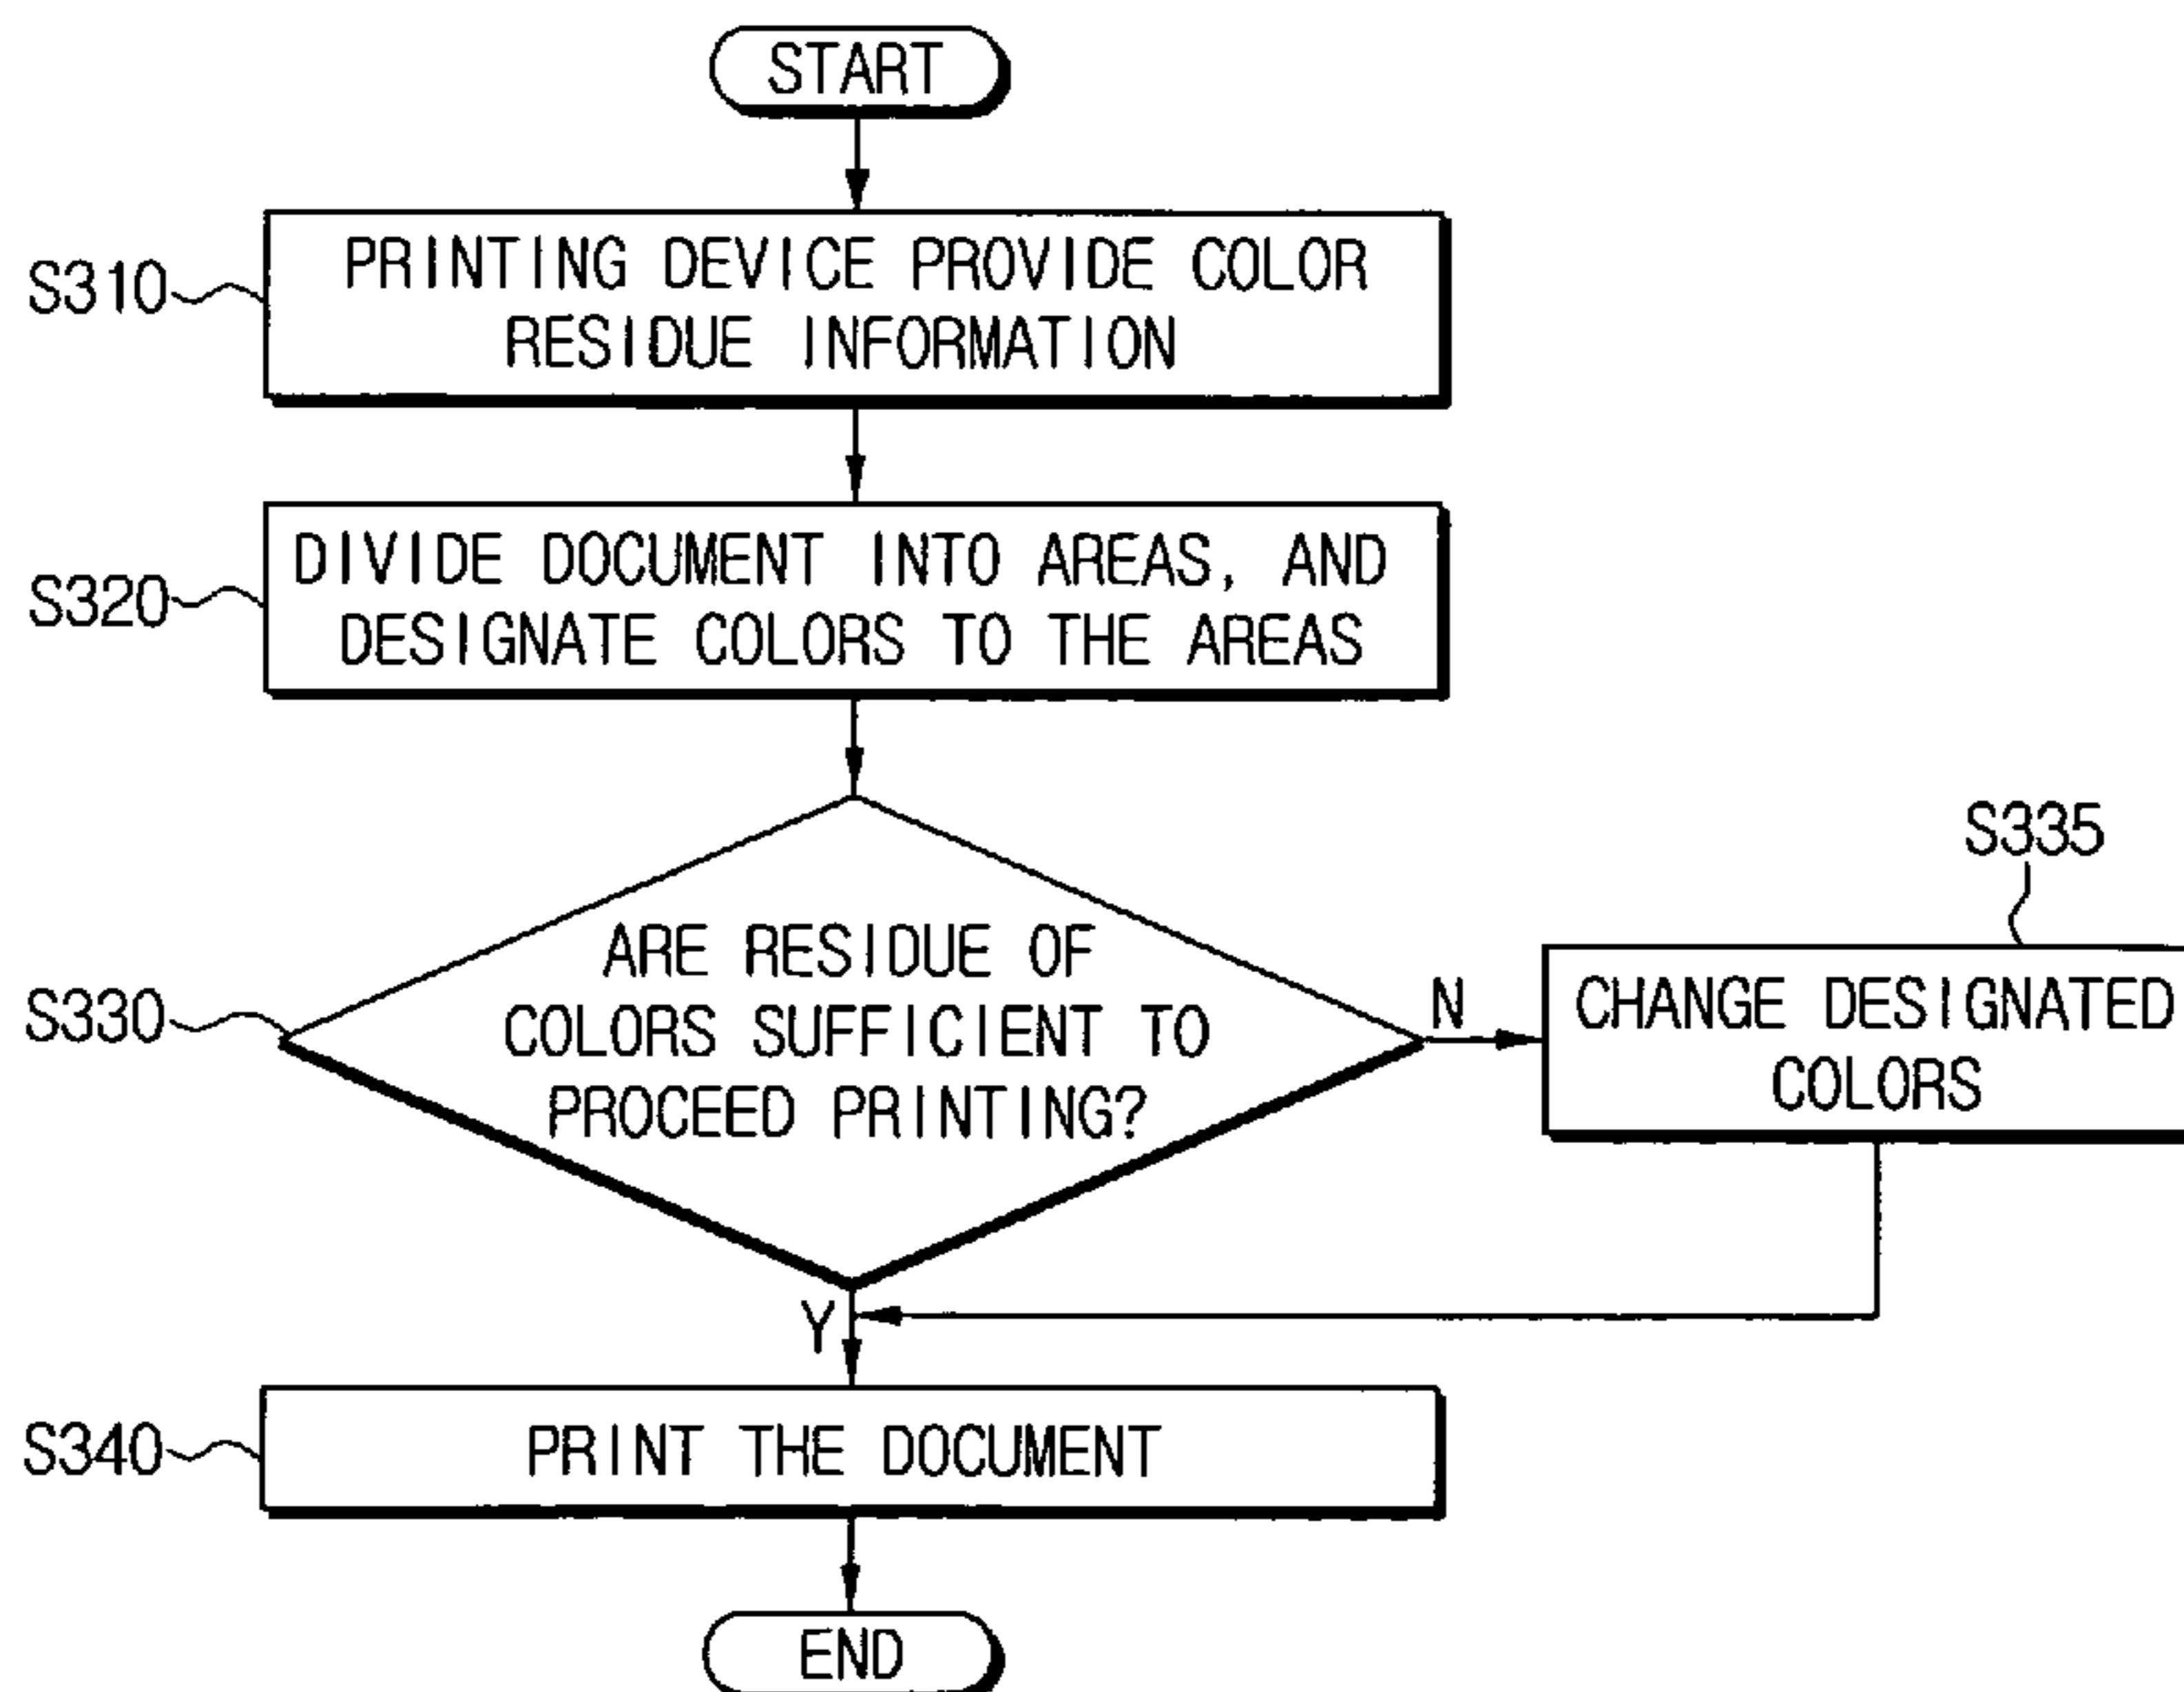 START
S310
PRINTING DEVICE PROVIDE COLOR
RESIDUE INFORMATION
S320
DIVIDE DOCUMENT INTO AREAS, AND
DESIGNATE COLORS TO THE AREAS
S330
ARE RESIDUE OF
COLORS SUFFICIENT TO
PROCEED PRINTING?
N
S335
CHANGE DESIGNATED
COLORS
Y
S340
PRINT THE DOCUMENT
END